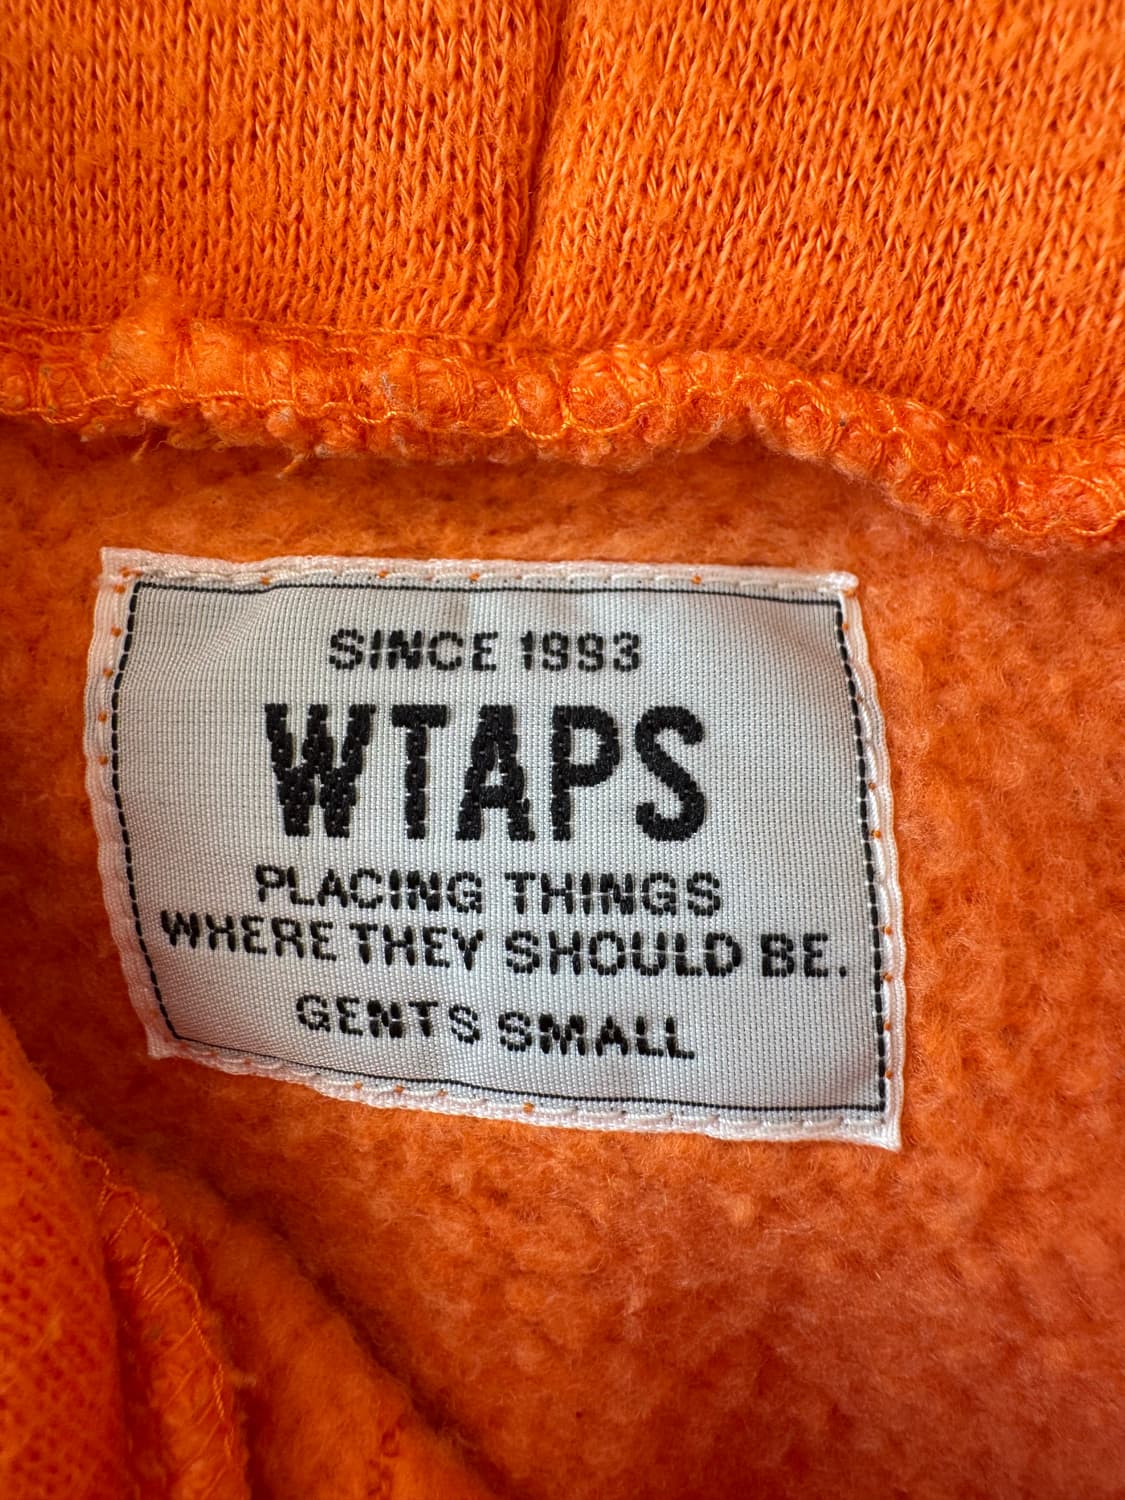 SINCE 1993
WTAPS
PLACING THINGS
WHERE THEY SHOULD BE.
GENTS SMALL